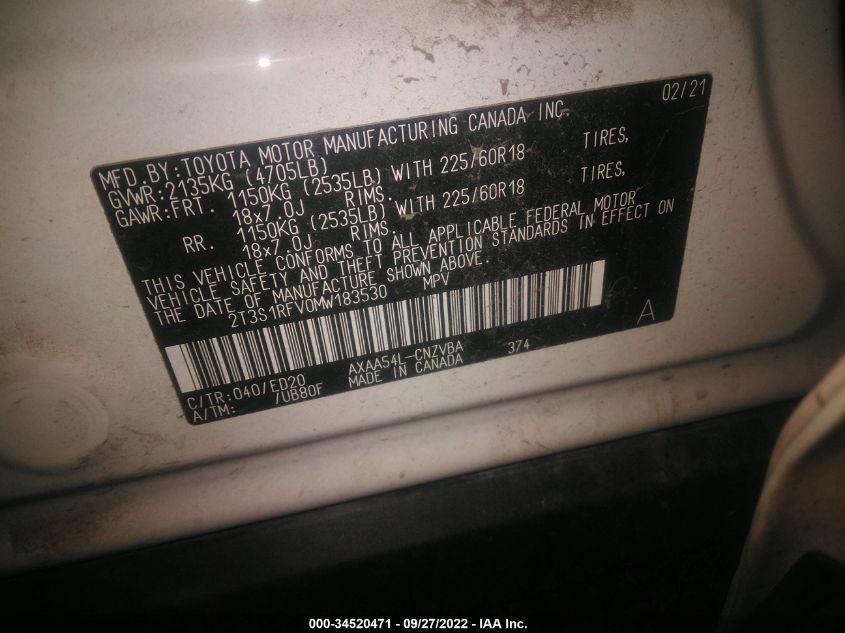 02/21
MFD. BY: TOYOTA MOTOR MANUFACTURING CANADA INC.
GVWR: 2135KG (4705LB)
GAWR: FRT. 1150KG (2535LB) WITH 225/60R18 TIRES,
18x7.0J RIMS.
RR. 1150KG (2535LB) WITH 225/60R18 TIRES,
18x7.0J RIMS.
THIS VEHICLE CONFORMS TO ALL APPLICABLE FEDERAL MOTOR
VEHICLE SAFETY AND THEFT PREVENTION STANDARDS IN EFFECT ON
THE DATE OF MANUFACTURE SHOWN ABOVE.
2T3S1RFV0MW183530 MPV
C/TR: 040/ED20 AXAA54L-CNZVBA 374 A
A/TM: /UB80F MADE IN CANADA
000-34520471 - 09/27/2022 - IAA Inc.